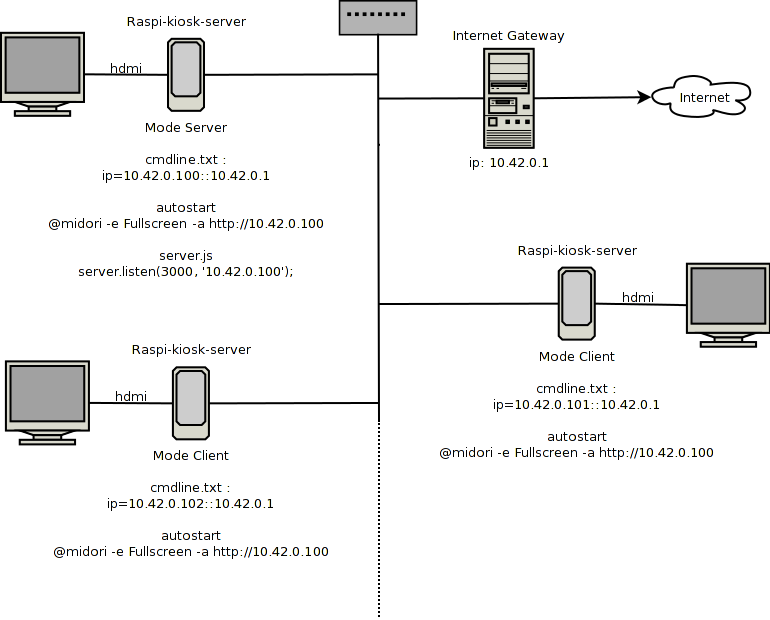 Raspi-kiosk-server
hdmi
Mode Server
cmdline.txt :
ip=10.42.0.100::10.42.0.1
autostart
@midori -e Fullscreen -a http://10.42.0.100
server.js
server.listen(3000, '10.42.0.100');
Internet Gateway
Internet
ip: 10.42.0.1
Raspi-kiosk-server
hdmi
Mode Client
cmdline.txt :
ip=10.42.0.101::10.42.0.1
autostart
@midori -e Fullscreen -a http://10.42.0.100
Raspi-kiosk-server
hdmi
Mode Client
cmdline.txt :
ip=10.42.0.102::10.42.0.1
autostart
@midori -e Fullscreen -a http://10.42.0.100